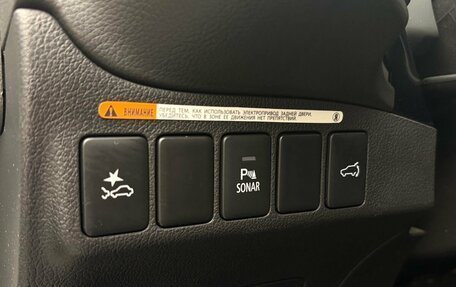 ВНИМАНИЕ
ПЕРЕД ТЕМ, КАК ИСПОЛЬЗОВАТЬ ЭЛЕКТРОПРИВОД ЗАДНЕЙ ДВЕРИ,
УБЕДИТЕСЬ, ЧТО В ЗОНЕ ЕЕ ДВИЖЕНИЯ НЕТ ПРЕПЯТСТВИЙ.
P
SONAR